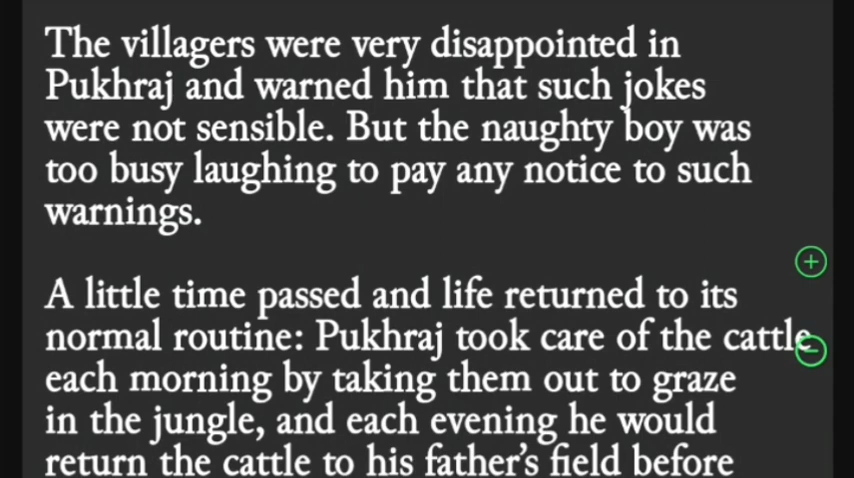 The villagers were very disappointed in
Pukhraj and warned him that such jokes
were not sensible. But the naughty boy was
too busy laughing to pay any notice to such
warnings.
A little time passed and life returned to its
normal routine: Pukhraj took care of the cattle
each morning by taking them out to graze
in the jungle, and each evening he would
return the cattle to his father’s field before